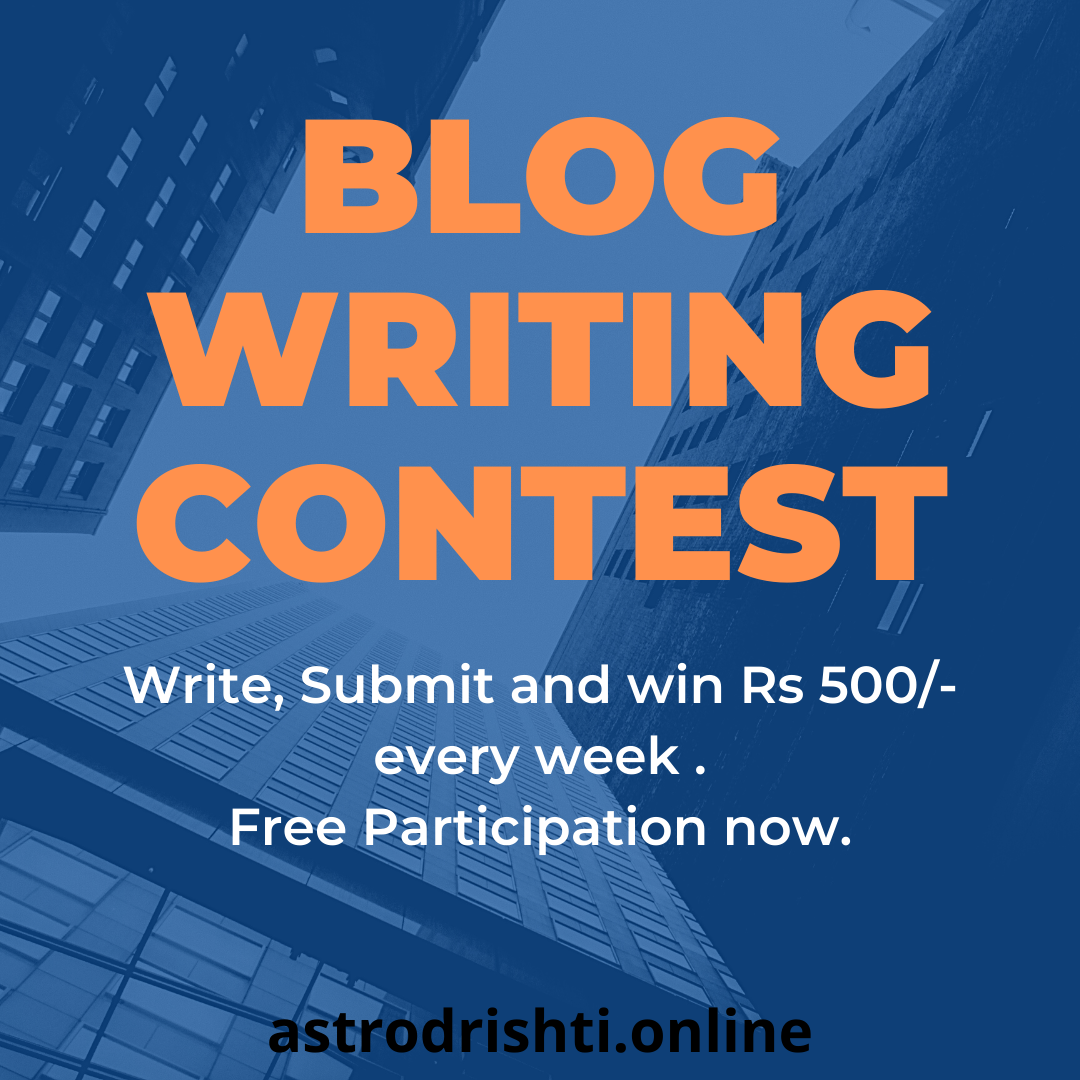 BLOG
WRITING
CONTEST
Write, Submit and win Rs 500/-
every week .
Free Participation now.
astrodrishti.online